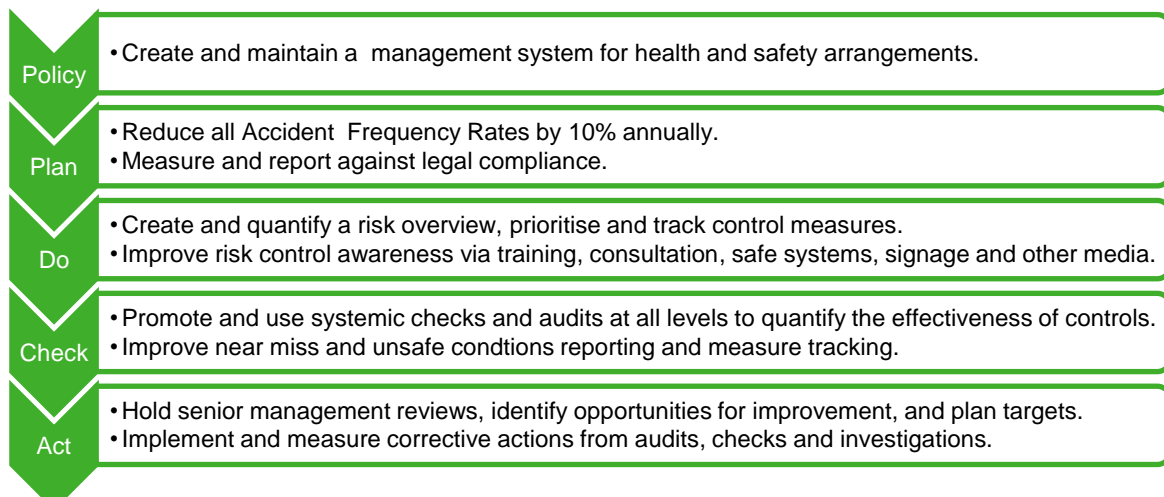 Policy
• Create and maintain a  management system for health and safety arrangements.
Plan
• Reduce all Accident  Frequency Rates by 10% annually.
• Measure and report against legal compliance.
Do
• Create and quantify a risk overview, prioritise and track control measures.
• Improve risk control awareness via training, consultation, safe systems, signage and other media.
Check
• Promote and use systemic checks and audits at all levels to quantify the effectiveness of controls.
• Improve near miss and unsafe condtions reporting and measure tracking.
Act
• Hold senior management reviews, identify opportunities for improvement, and plan targets.
• Implement and measure corrective actions from audits, checks and investigations.